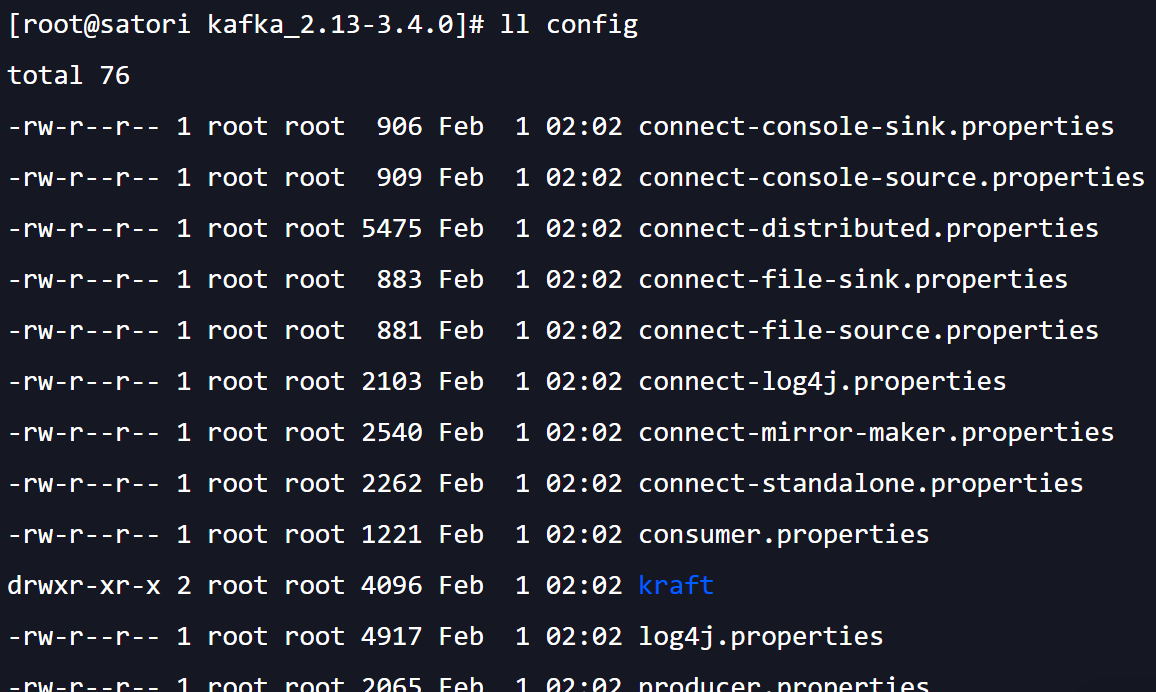 [root@satori kafka_2.13-3.4.0]# ll config
total 76
-rw-r--r-- 1 root root  906 Feb  1 02:02 connect-console-sink.properties
-rw-r--r-- 1 root root  909 Feb  1 02:02 connect-console-source.properties
-rw-r--r-- 1 root root 5475 Feb  1 02:02 connect-distributed.properties
-rw-r--r-- 1 root root  883 Feb  1 02:02 connect-file-sink.properties
-rw-r--r-- 1 root root  881 Feb  1 02:02 connect-file-source.properties
-rw-r--r-- 1 root root 2103 Feb  1 02:02 connect-log4j.properties
-rw-r--r-- 1 root root 2540 Feb  1 02:02 connect-mirror-maker.properties
-rw-r--r-- 1 root root 2262 Feb  1 02:02 connect-standalone.properties
-rw-r--r-- 1 root root 1221 Feb  1 02:02 consumer.properties
drwxr-xr-x 2 root root 4096 Feb  1 02:02 kraft
-rw-r--r-- 1 root root 4917 Feb  1 02:02 log4j.properties
-rw-r--r-- 1 root root 2065 Feb  1 02:02 producer.properties